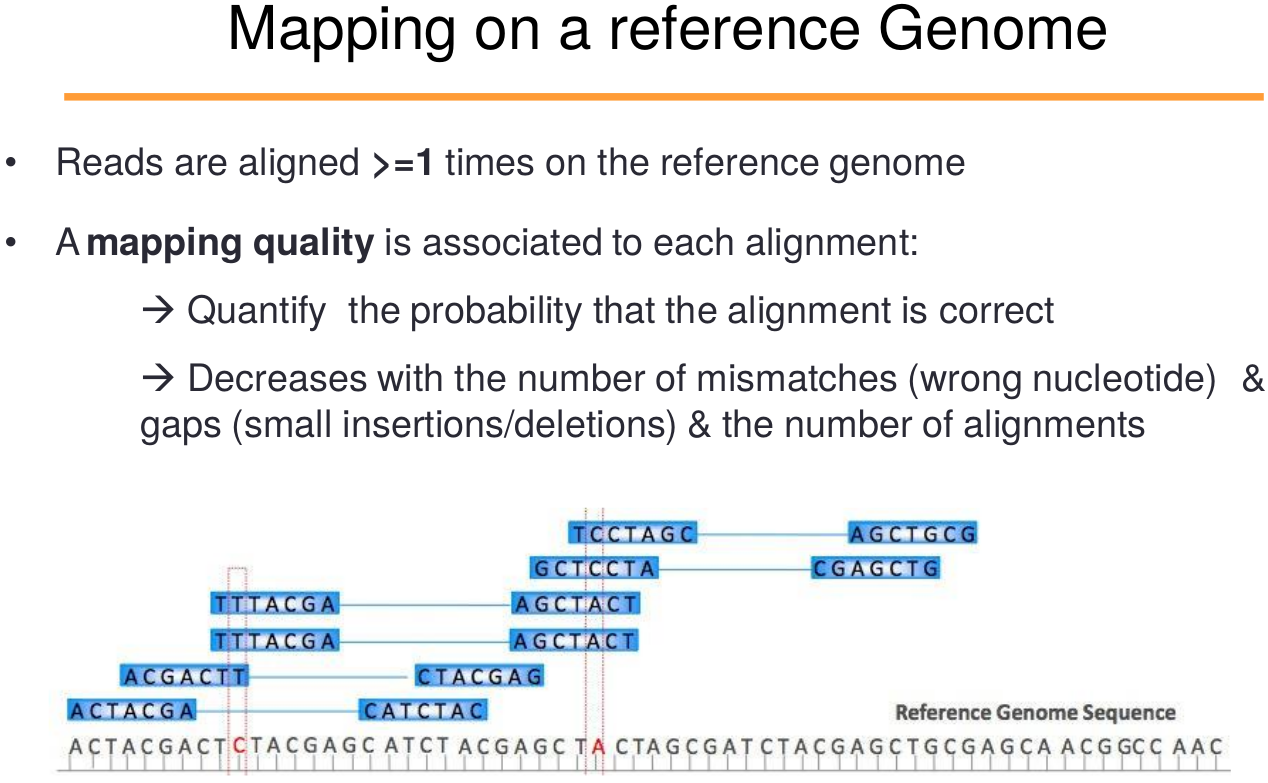 Mapping on a reference Genome
• Reads are aligned >=1 times on the reference genome
• A mapping quality is associated to each alignment:
→ Quantify the probability that the alignment is correct
→ Decreases with the number of mismatches (wrong nucleotide) &
gaps (small insertions/deletions) & the number of alignments
TCCTAGC AGCTGCG
GCTCCTA CGAGCTG
TTTACGA AGCTACT
TTTACGA AGCTACT
ACGACTT CTACGAG
ACTACGA CATCTAC
Reference Genome Sequence
ACTACGACTCTACGAGCATCTACGAGCTACTAGCGATCTACGAGCTGCGAGCAACGGCCAAC